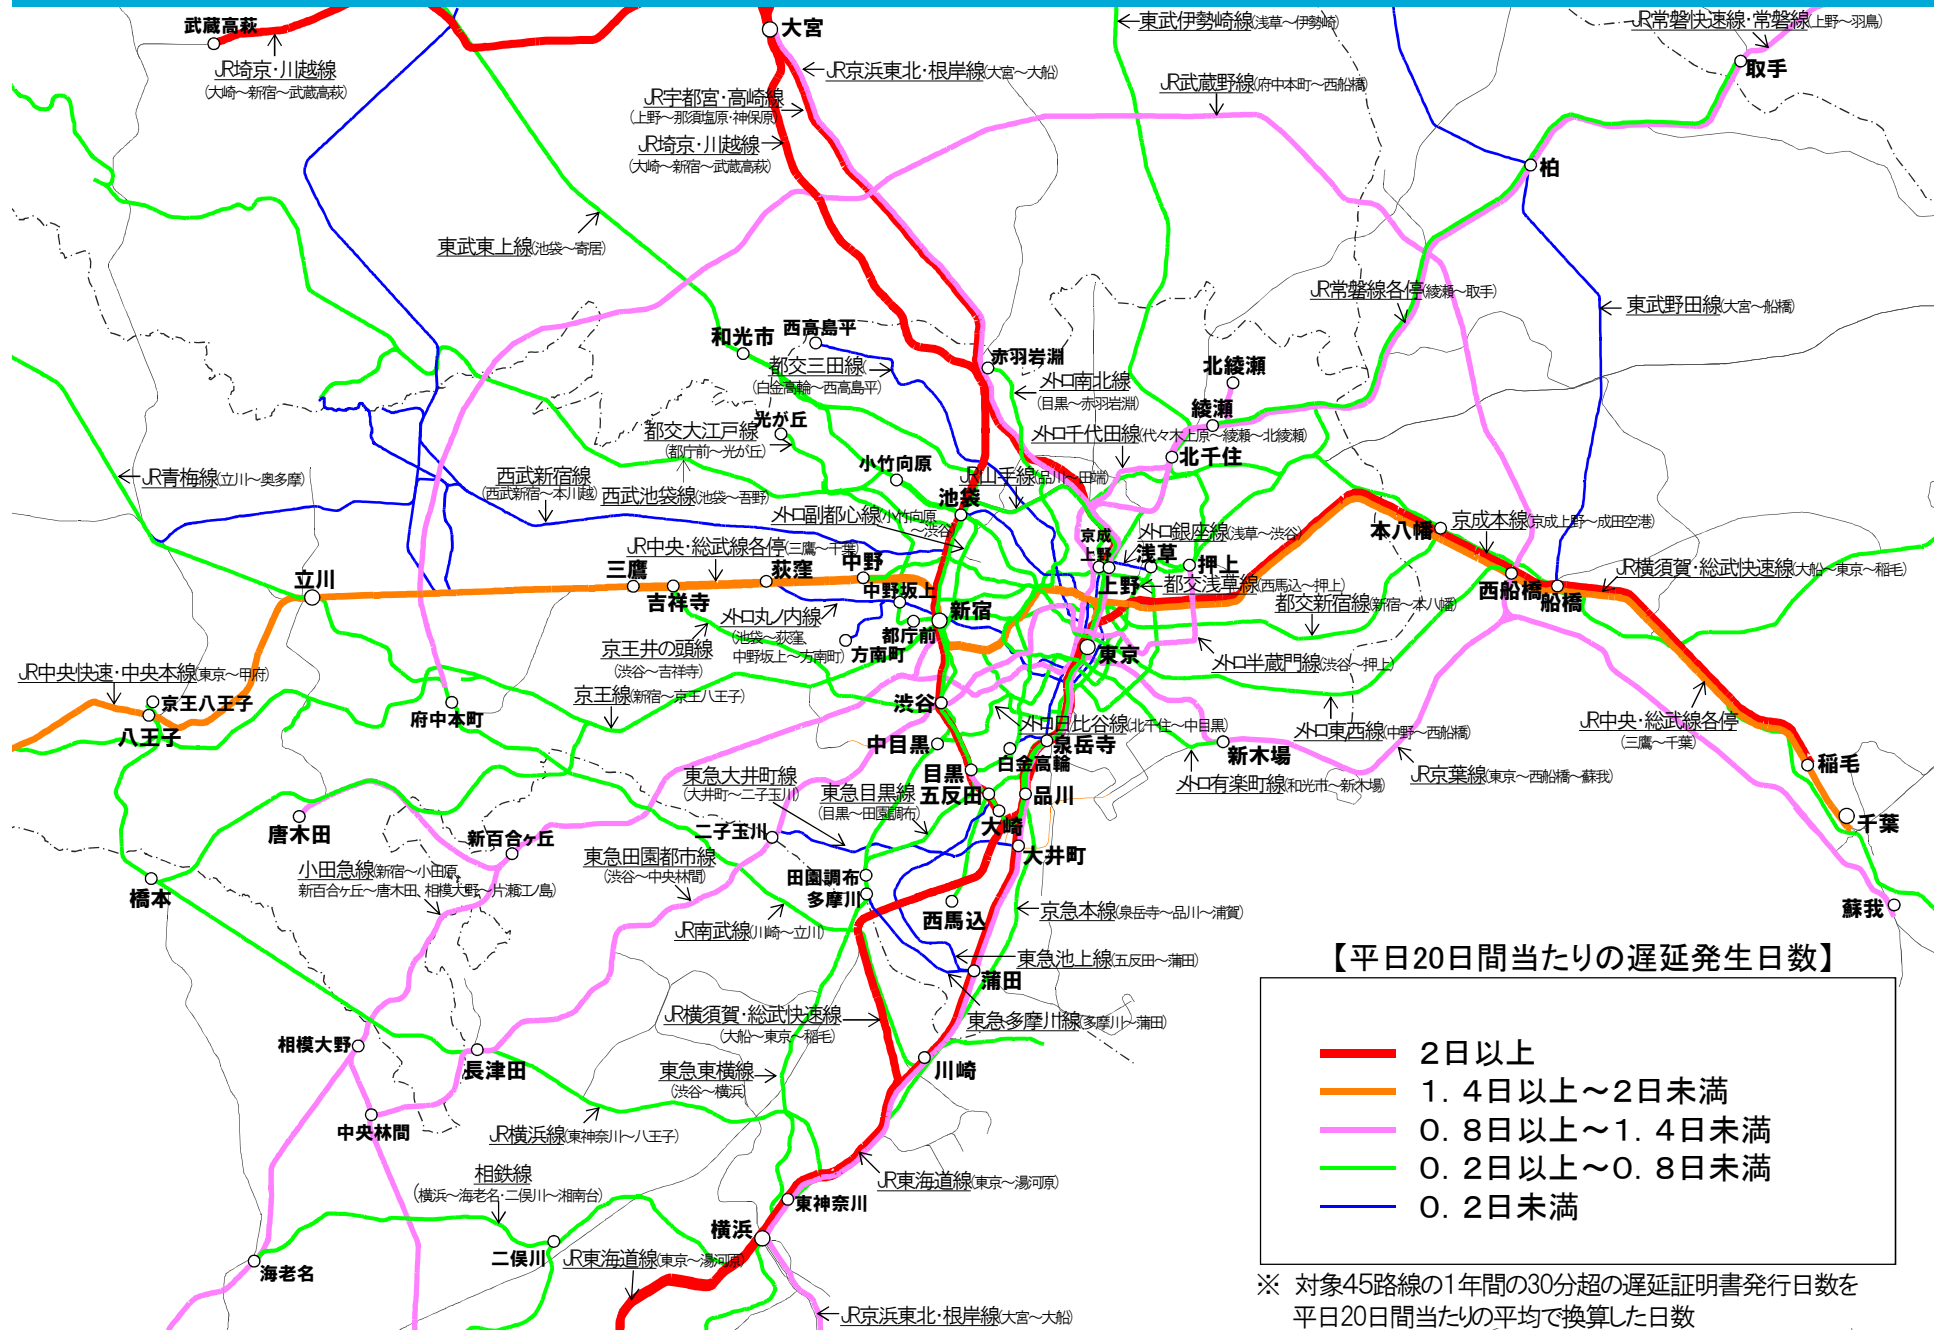 武蔵高萩
大宮
東武伊勢崎線(浅草～伊勢崎)
JR常磐快速線・常磐線(上野～羽鳥)
取手
JR埼京・川越線
(大崎～新宿～武蔵高萩)
JR京浜東北・根岸線(大宮～大船)
JR武蔵野線(府中本町～西船橋)
JR宇都宮・高崎線
(上野～那須塩原・神保原)
JR埼京・川越線
(大崎～新宿～武蔵高萩)
柏
東武東上線(池袋～寄居)
JR常磐線各停(綾瀬～取手)
東武野田線(大宮～船橋)
和光市
西高島平
都交三田線(
(白金高輪～西高島平)
赤羽岩淵
メトロ南北線
(目黒～赤羽岩淵)
北綾瀬
綾瀬
光が丘
都交大江戸線
(都庁前～光が丘)
メトロ千代田線(代々木上原～綾瀬～北綾瀬)
北千住
小竹向原
JR青梅線(立川～奥多摩)
西武新宿線
(西武新宿～本川越)
西武池袋線(池袋～吾野)
池袋
JR山手線(品川～田端)
メトロ副都心線(小竹向原
～渋谷)
京成
上野
メトロ銀座線(浅草～渋谷)
浅草
押上
本八幡
京成本線(京成上野～成田空港)
JR中央・総武線各停(三鷹～千葉)
立川
三鷹
吉祥寺
荻窪
中野
中野坂上
上野
都交浅草線(西馬込～押上)
都交新宿線(新宿～本八幡)
西船橋
船橋
JR横須賀・総武快速線(大船～東京～稲毛)
メトロ丸ノ内線
(池袋～荻窪、
中野坂上～方南町)
新宿
都庁前
方南町
東京
京王井の頭線
(渋谷～吉祥寺)
メトロ半蔵門線(渋谷～押上)
JR中央快速・中央本線(東京～甲府)
京王八王子
八王子
京王線(新宿～京王八王子)
府中本町
渋谷
メトロ日比谷線(北千住～中目黒)
メトロ東西線(中野～西船橋)
JR中央・総武線各停
(三鷹～千葉)
中目黒
泉岳寺
白金高輪
新木場
稲毛
目黒
東急大井町線
(大井町～二子玉川)
東急目黒線
(目黒～田園調布)
五反田
品川
メトロ有楽町線(和光市～新木場)
JR京葉線(東京～西船橋～蘇我)
大崎
千葉
唐木田
新百合ヶ丘
二子玉川
大井町
小田急線(新宿～小田原、
新百合ヶ丘～唐木田、相模大野～片瀬江ノ島)
東急田園都市線
(渋谷～中央林間)
橋本
田園調布
多摩川
西馬込
京急本線(泉岳寺～品川～浦賀)
蘇我
JR南武線(川崎～立川)
東急池上線(五反田～蒲田)
蒲田
【平日20日間当たりの遅延発生日数】
JR横須賀・総武快速線
(大船～東京～稲毛)
東急多摩川線(多摩川～蒲田)
相模大野
長津田
川崎
東急東横線
(渋谷～横浜)
2日以上
1．4日以上～2日未満
0．8日以上～1．4日未満
0．2日以上～0．8日未満
0．2日未満
中央林間
JR横浜線(東神奈川～八王子)
相鉄線
(横浜～海老名・二俣川～湘南台)
JR東海道線(東京～湯河原)
東神奈川
横浜
二俣川
海老名
JR東海道線(東京～湯河原)
JR京浜東北・根岸線(大宮～大船)
※ 対象45路線の1年間の30分超の遅延証明書発行日数を
平日20日間当たりの平均で換算した日数